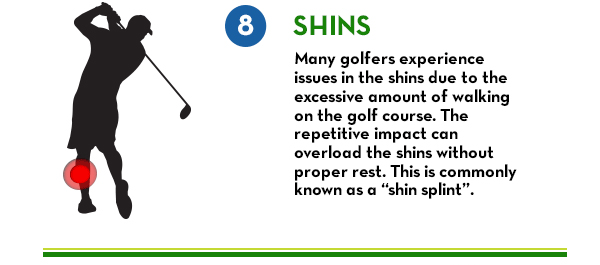 8 SHINS
Many golfers experience
issues in the shins due to the
excessive amount of walking
on the golf course. The
repetitive impact can
overload the shins without
proper rest. This is commonly
known as a “shin splint”.